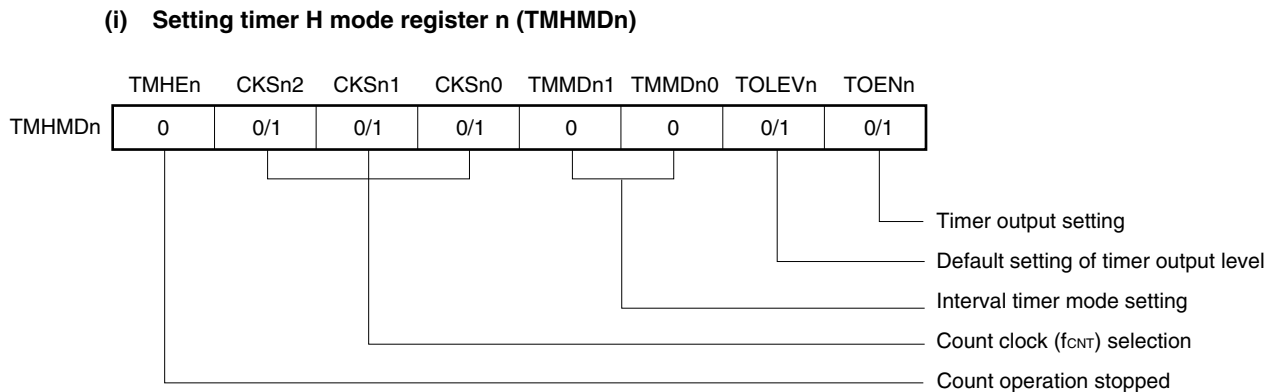 (i) Setting timer H mode register n (TMHMDn)
TMHEn CKSn2 CKSn1 CKSn0 TMMDn1 TMMDn0 TOLEVn TOENn
TMHMDn 0 0/1 0/1 0/1 0 0 0/1 0/1
Timer output setting
Default setting of timer output level
Interval timer mode setting
Count clock (fCNT) selection
Count operation stopped